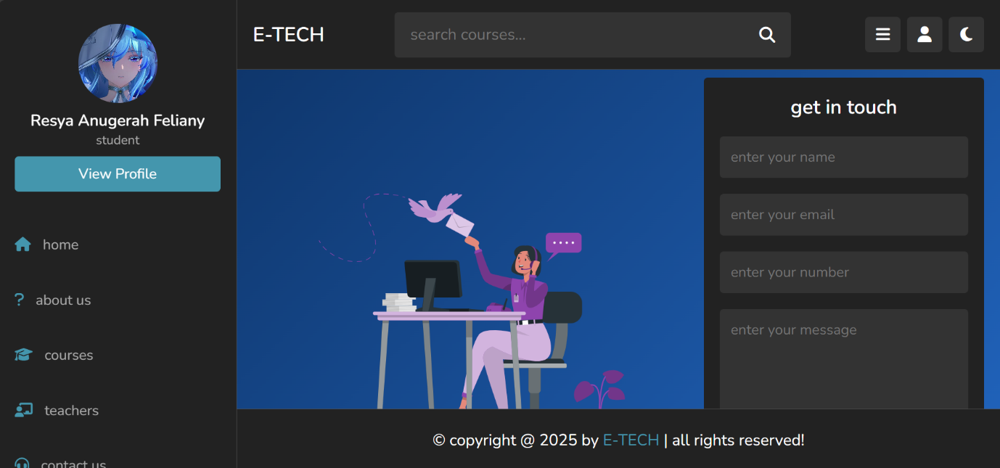 Resya Anugerah Feliany
student
View Profile
home
? about us
courses
teachers
contact us
E-TECH
search courses...
get in touch
enter your name
enter your email
enter your number
enter your message
© copyright @ 2025 by E-TECH | all rights reserved!